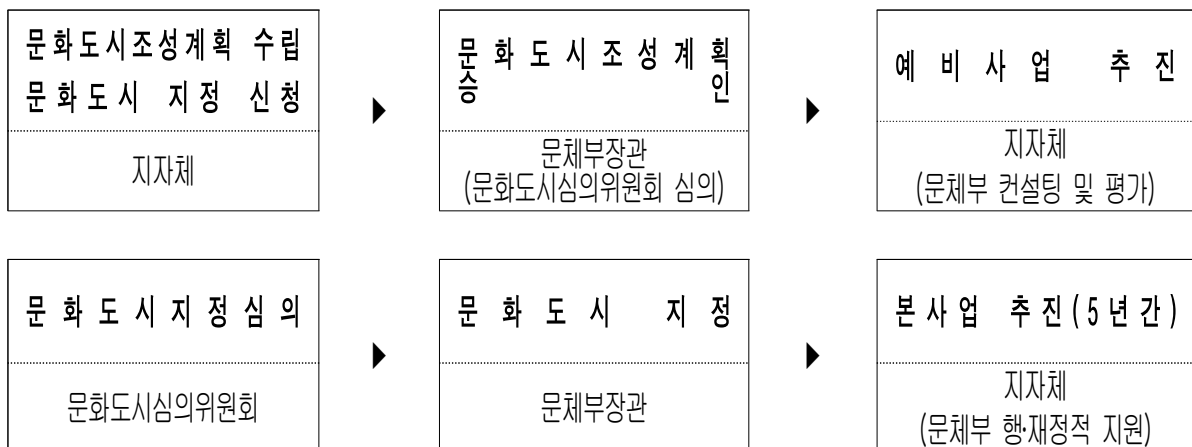 문화도시조성계획 수립
문화도시 지정 신청
지자체
▶
문화도시조성계획
승인
문체부장관
(문화도시심의위원회 심의)
▶
예비사업 추진
지자체
(문체부 컨설팅 및 평가)
문화도시지정심의
문화도시심의위원회
▶
문화도시 지정
문체부장관
▶
본사업 추진(5년간)
지자체
(문체부 행·재정적 지원)